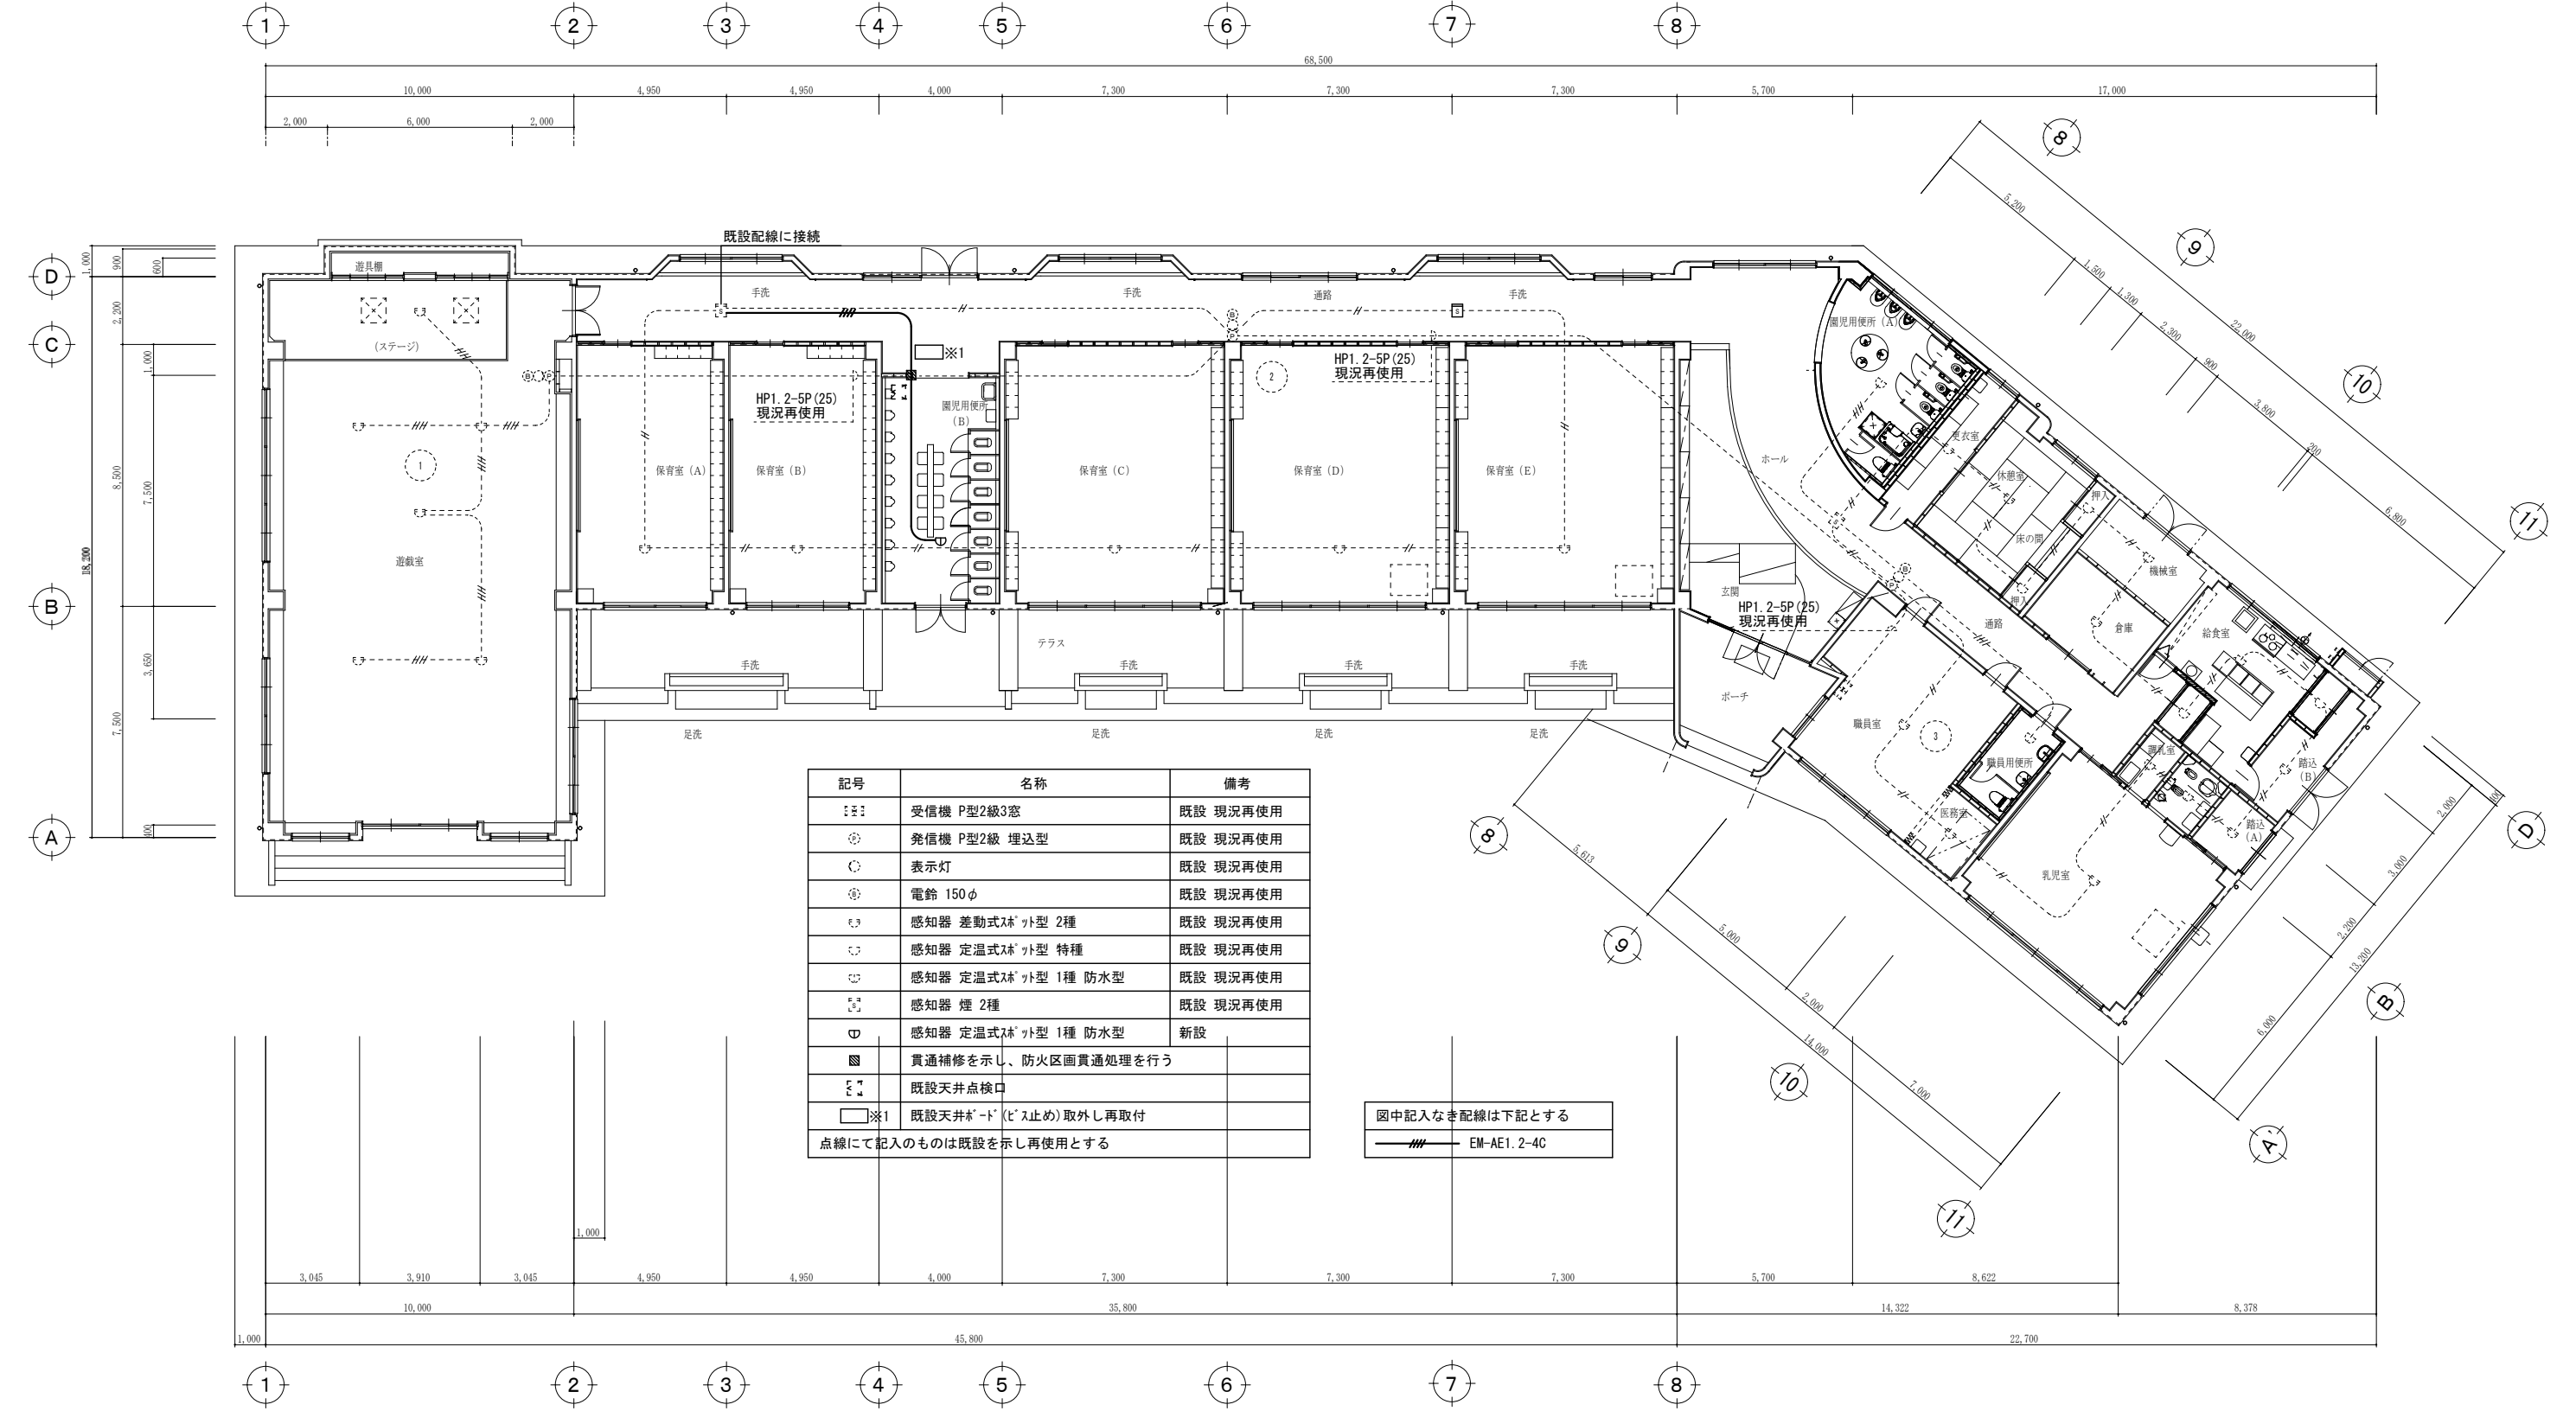 1 2 3 4 5 6 7 8
68,500
10,000 4,950 4,950 4,000 7,300 7,300 7,300 5,700 17,000
2,000 6,000 2,000
8
5,200
9
1,500
1,300
2,300
22,000
900
10
3,800
200
6,800
11
既設配線に接続
D
C
B
A
1,000
900
600
2,200
1,000
18,200
8,500
7,500
3,650
7,500
400
遊具棚
(ステージ)
手洗
手洗
通路
手洗
園児用便所(A)
S
S
B
P
※1
HP1.2-5P(25)
現況再使用
B P
2
HP1.2-5P(25)
現況再使用
園児用便所
(B)
1
保育室(A)
保育室(B)
保育室(C)
保育室(D)
保育室(E)
ホール
更衣室
休憩室
押入
床の間
機械室
押入
倉庫
給食室
遊戯室
S
B
P
玄関
HP1.2-5P(25)
現況再使用
通路
テラス
手洗
手洗
手洗
手洗
ポーチ
足洗
足洗
足洗
足洗
職員室
3
職員用便所
調乳室
踏込
(B)
医務室
踏込
(A)
乳児室
記号 名称 備考
受信機 P型2級3窓 既設 現況再使用
P 発信機 P型2級 埋込型 既設 現況再使用
表示灯 既設 現況再使用
B 電鈴 150φ 既設 現況再使用
感知器 差動式ｽﾎﾟｯﾄ型 2種 既設 現況再使用
感知器 定温式ｽﾎﾟｯﾄ型 特種 既設 現況再使用
感知器 定温式ｽﾎﾟｯﾄ型 1種 防水型 既設 現況再使用
S 感知器 煙 2種 既設 現況再使用
感知器 定温式ｽﾎﾟｯﾄ型 1種 防水型 新設
貫通補修を示し、防火区画貫通処理を行う
既設天井点検口
※1 既設天井ﾎﾞｰﾄﾞ(ﾋﾞｽ止め)取外し再取付
点線にて記入のものは既設を示し再使用とする
図中記入なき配線は下記とする
EM-AE1.2-4C
8
5,613
9
5,000
2,000
14,000
10
7,000
11
400
2,000
D
3,000
2,200
13,200
B
6,000
A'
1,000
3,045 3,910 3,045 4,950 4,950 4,000 7,300 7,300 7,300 5,700 8,622
10,000 35,800 14,322 8,378
1,000 45,800 22,700
1 2 3 4 5 6 7 8